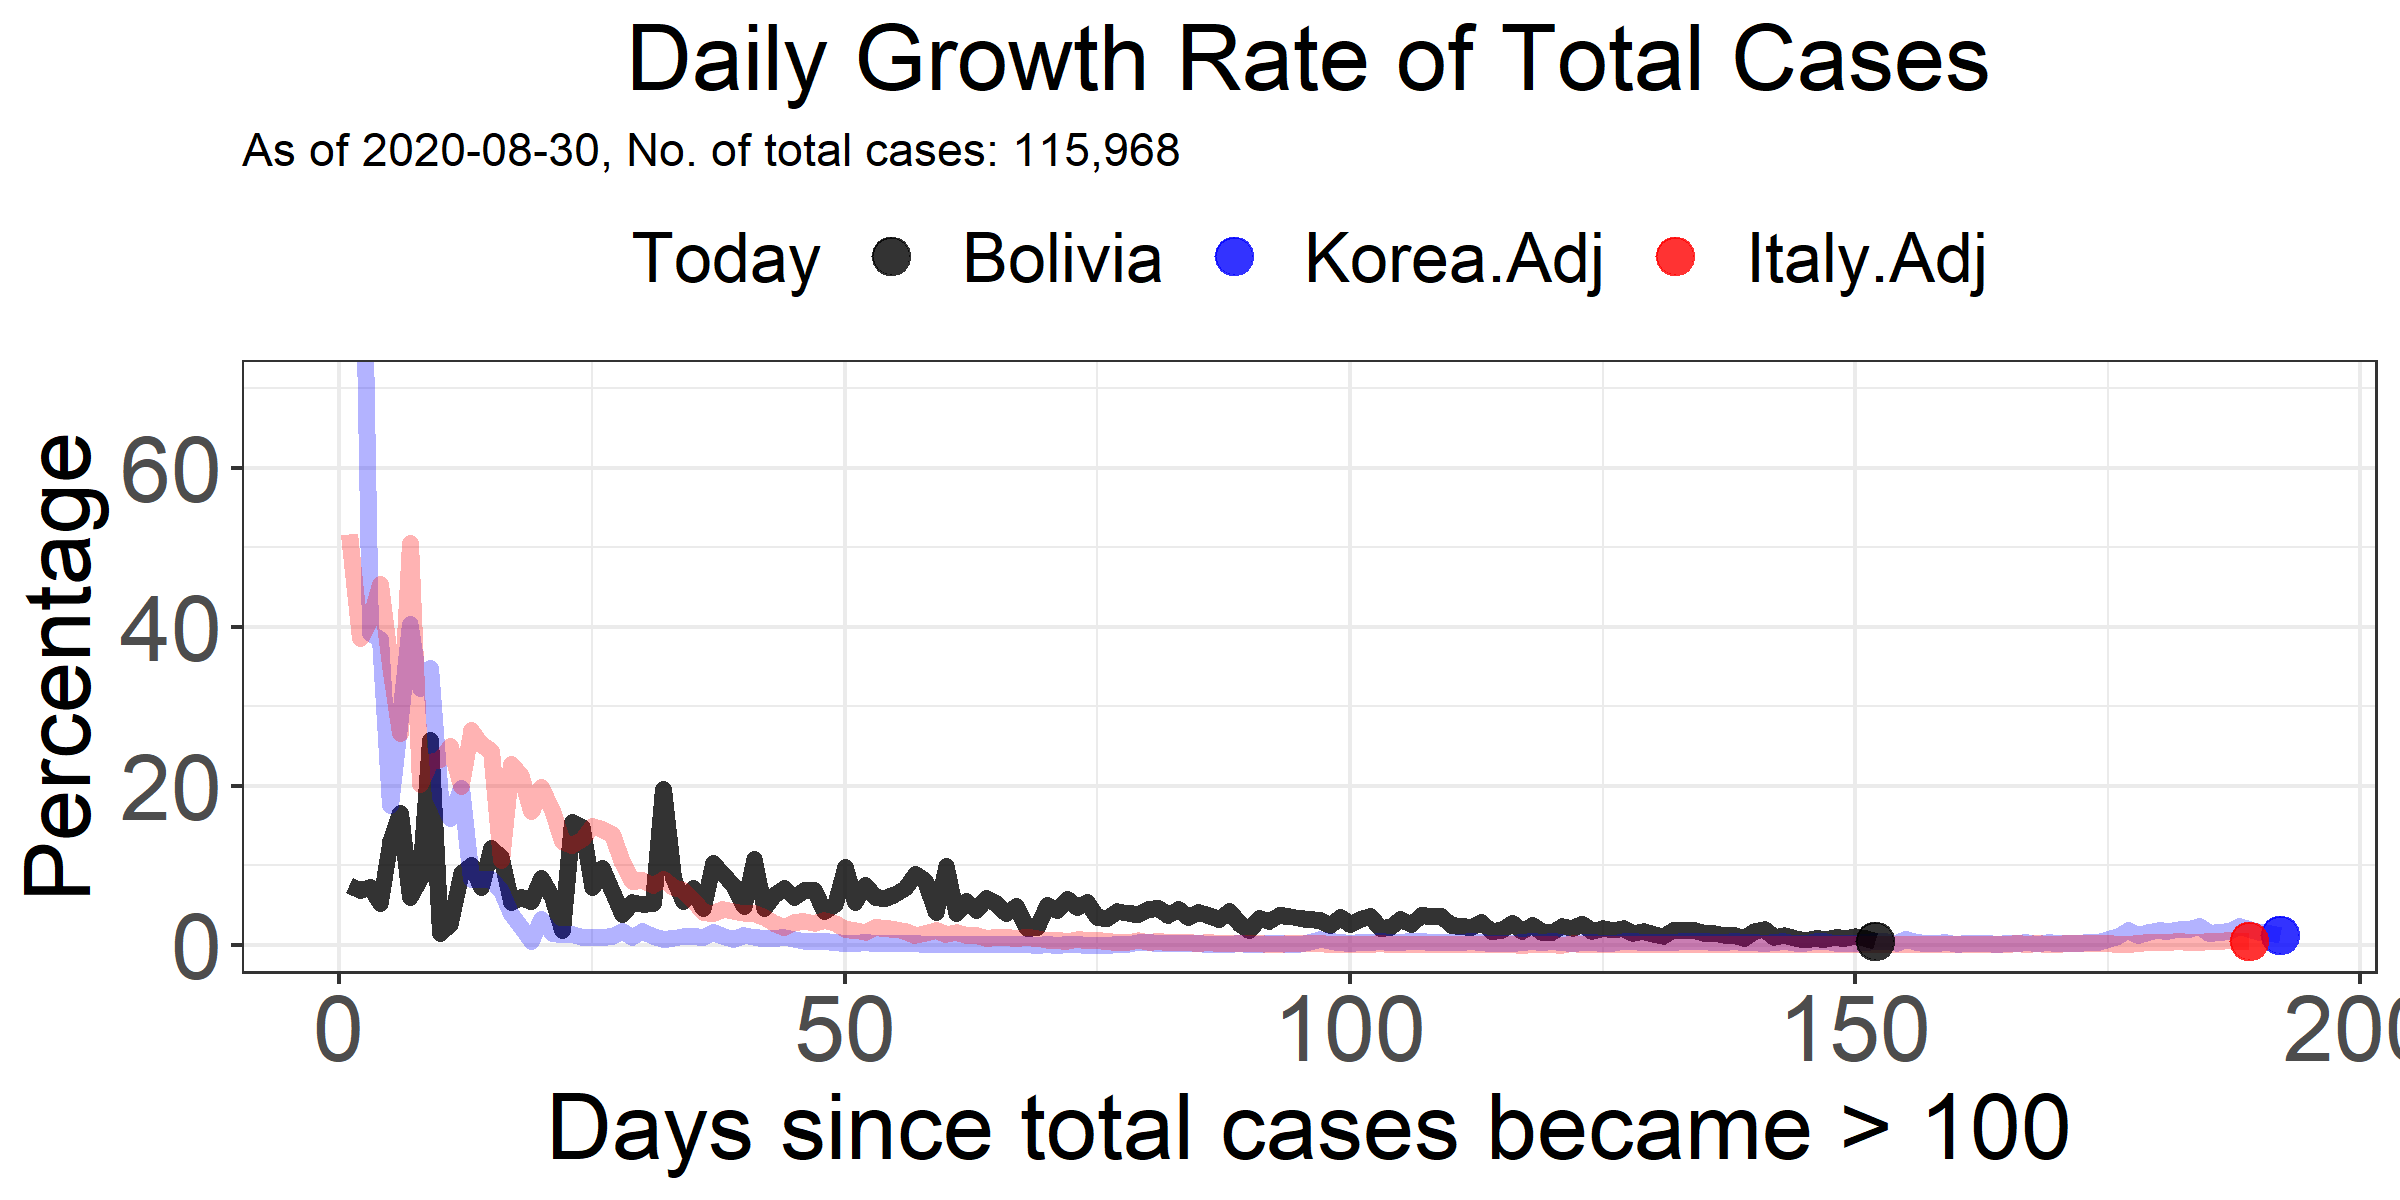 Daily Growth Rate of Total Cases
As of 2020-08-30, No. of total cases: 115,968
Today Bolivia Korea.Adj Italy.Adj
Percentage
60
40
20
0
0 50 100 150 200
Days since total cases became > 100